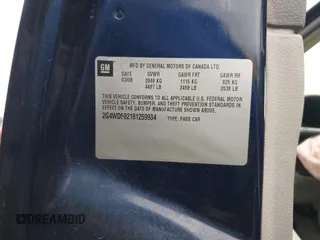 GM
MFD BY GENERAL MOTORS OF CANADA LTD.
DATE GVWR GAWR FRT GAWR RR
03/08 2040 KG 1115 KG 925 KG
4497 LB 2458 LB 2039 LB
THIS VEHICLE CONFORMS TO ALL APPLICABLE U.S. FEDERAL MOTOR
VEHICLE SAFETY, BUMPER, AND THEFT PREVENTION STANDARDS IN
EFFECT ON THE DATE OF MANUFACTURE SHOWN ABOVE.
2G4WD582181259934 TYPE: PASS CAR
DREAMBID